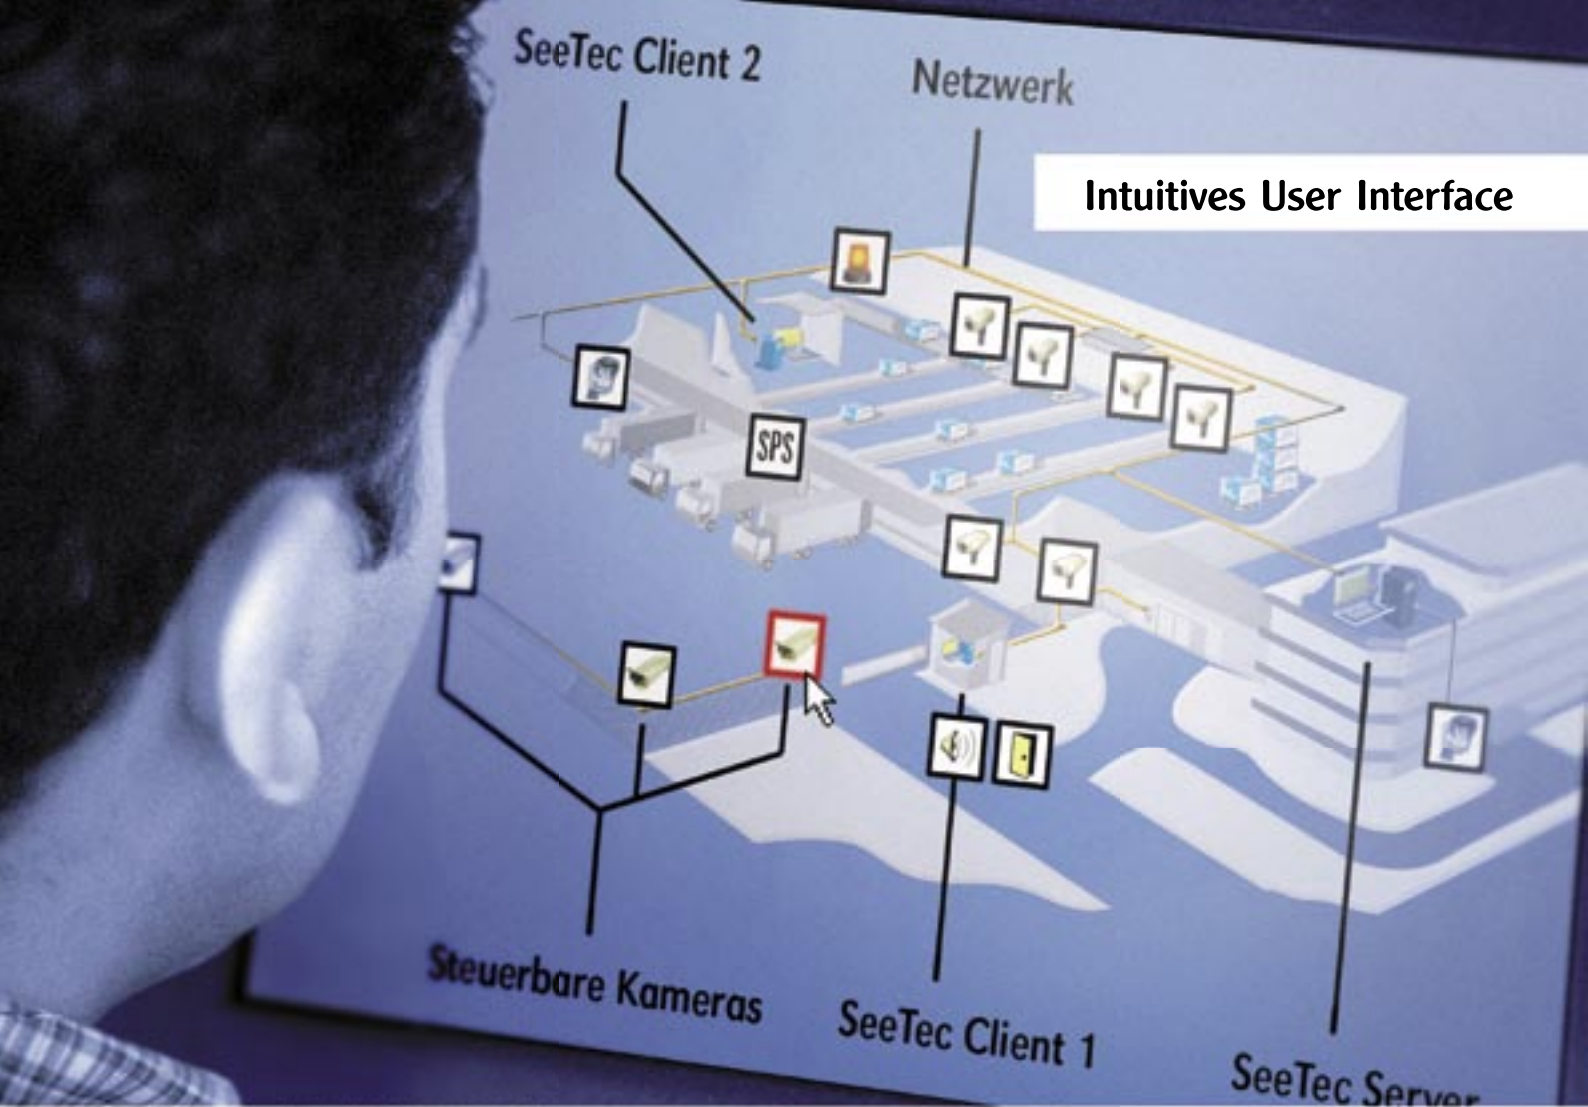 SeeTec Client 2
Netzwerk
Intuitives User Interface
SPS
Steuerbare Kameras
SeeTec Client 1
SeeTec Server